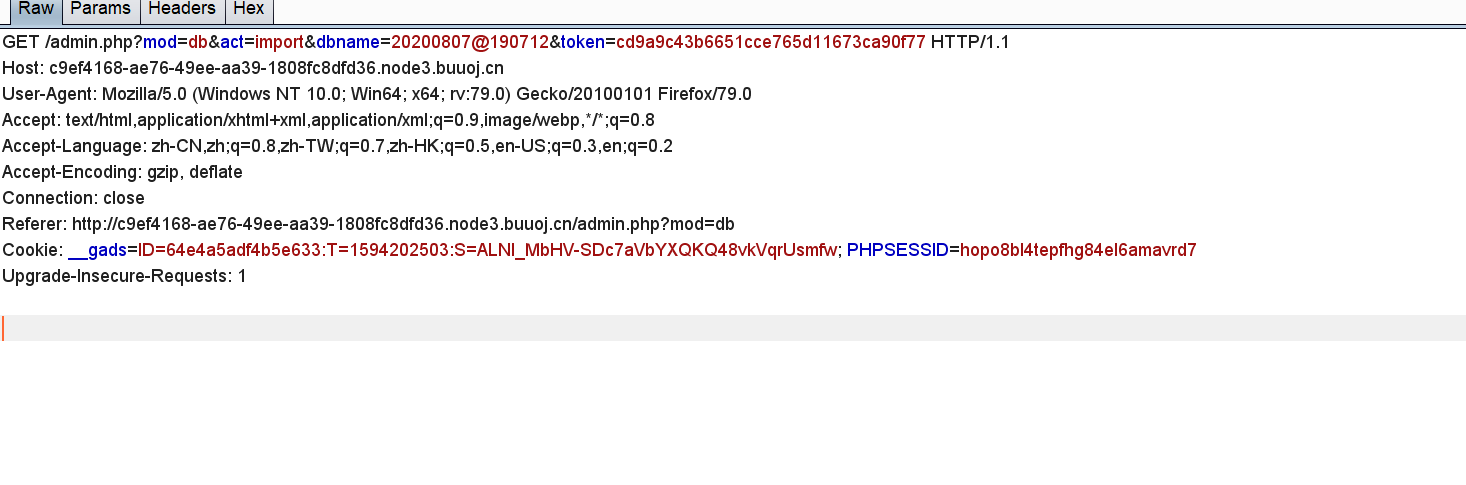 Raw Params Headers Hex
GET /admin.php?mod=db&act=import&dbname=20200807@190712&token=cd9a9c43b6651cce765d11673ca90f77 HTTP/1.1
Host: c9ef4168-ae76-49ee-aa39-1808fc8dfd36.node3.buuoj.cn
User-Agent: Mozilla/5.0 (Windows NT 10.0; Win64; x64; rv:79.0) Gecko/20100101 Firefox/79.0
Accept: text/html,application/xhtml+xml,application/xml;q=0.9,image/webp,*/*;q=0.8
Accept-Language: zh-CN,zh;q=0.8,zh-TW;q=0.7,zh-HK;q=0.5,en-US;q=0.3,en;q=0.2
Accept-Encoding: gzip, deflate
Connection: close
Referer: http://c9ef4168-ae76-49ee-aa39-1808fc8dfd36.node3.buuoj.cn/admin.php?mod=db
Cookie: __gads=ID=64e4a5adf4b5e633:T=1594202503:S=ALNI_MbHV-SDc7aVbYXQKQ48vkVqrUsmfw; PHPSESSID=hopo8bl4tepfhg84el6amavrd7
Upgrade-Insecure-Requests: 1